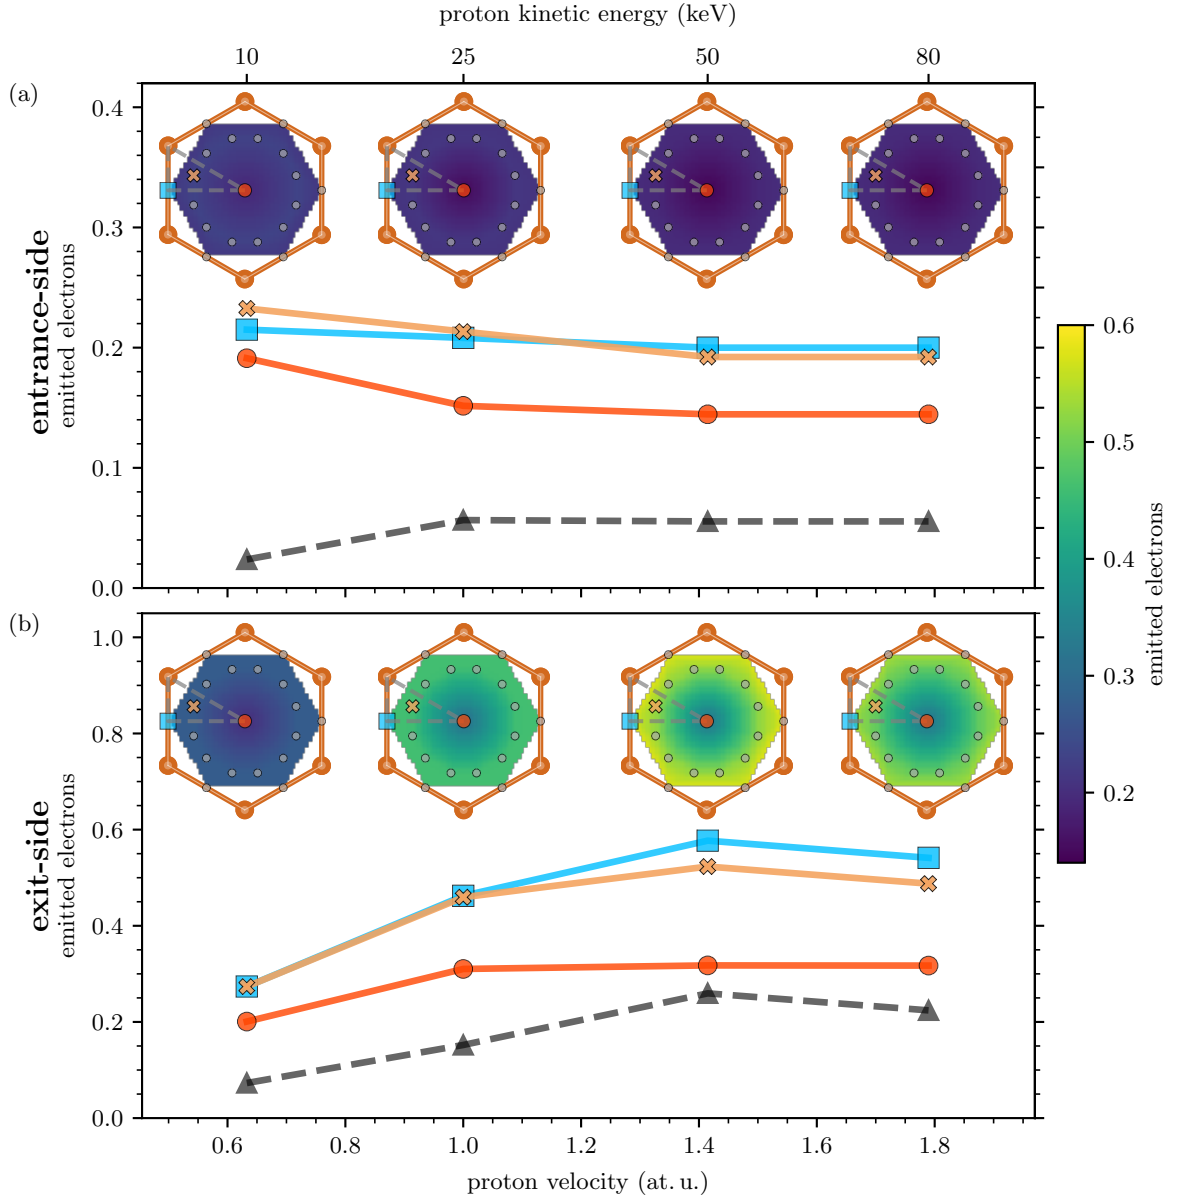 proton kinetic energy (keV)
10 25 50 80
(a)
0.4
0.3
0.2
0.1
0.0
entrance-side
emitted electrons
(b)
1.0
0.8
0.6
0.4
0.2
0.0
exit-side
emitted electrons
0.6 0.8 1.0 1.2 1.4 1.6 1.8
proton velocity (at. u.)
0.6
0.5
0.4
0.3
0.2
emitted electrons